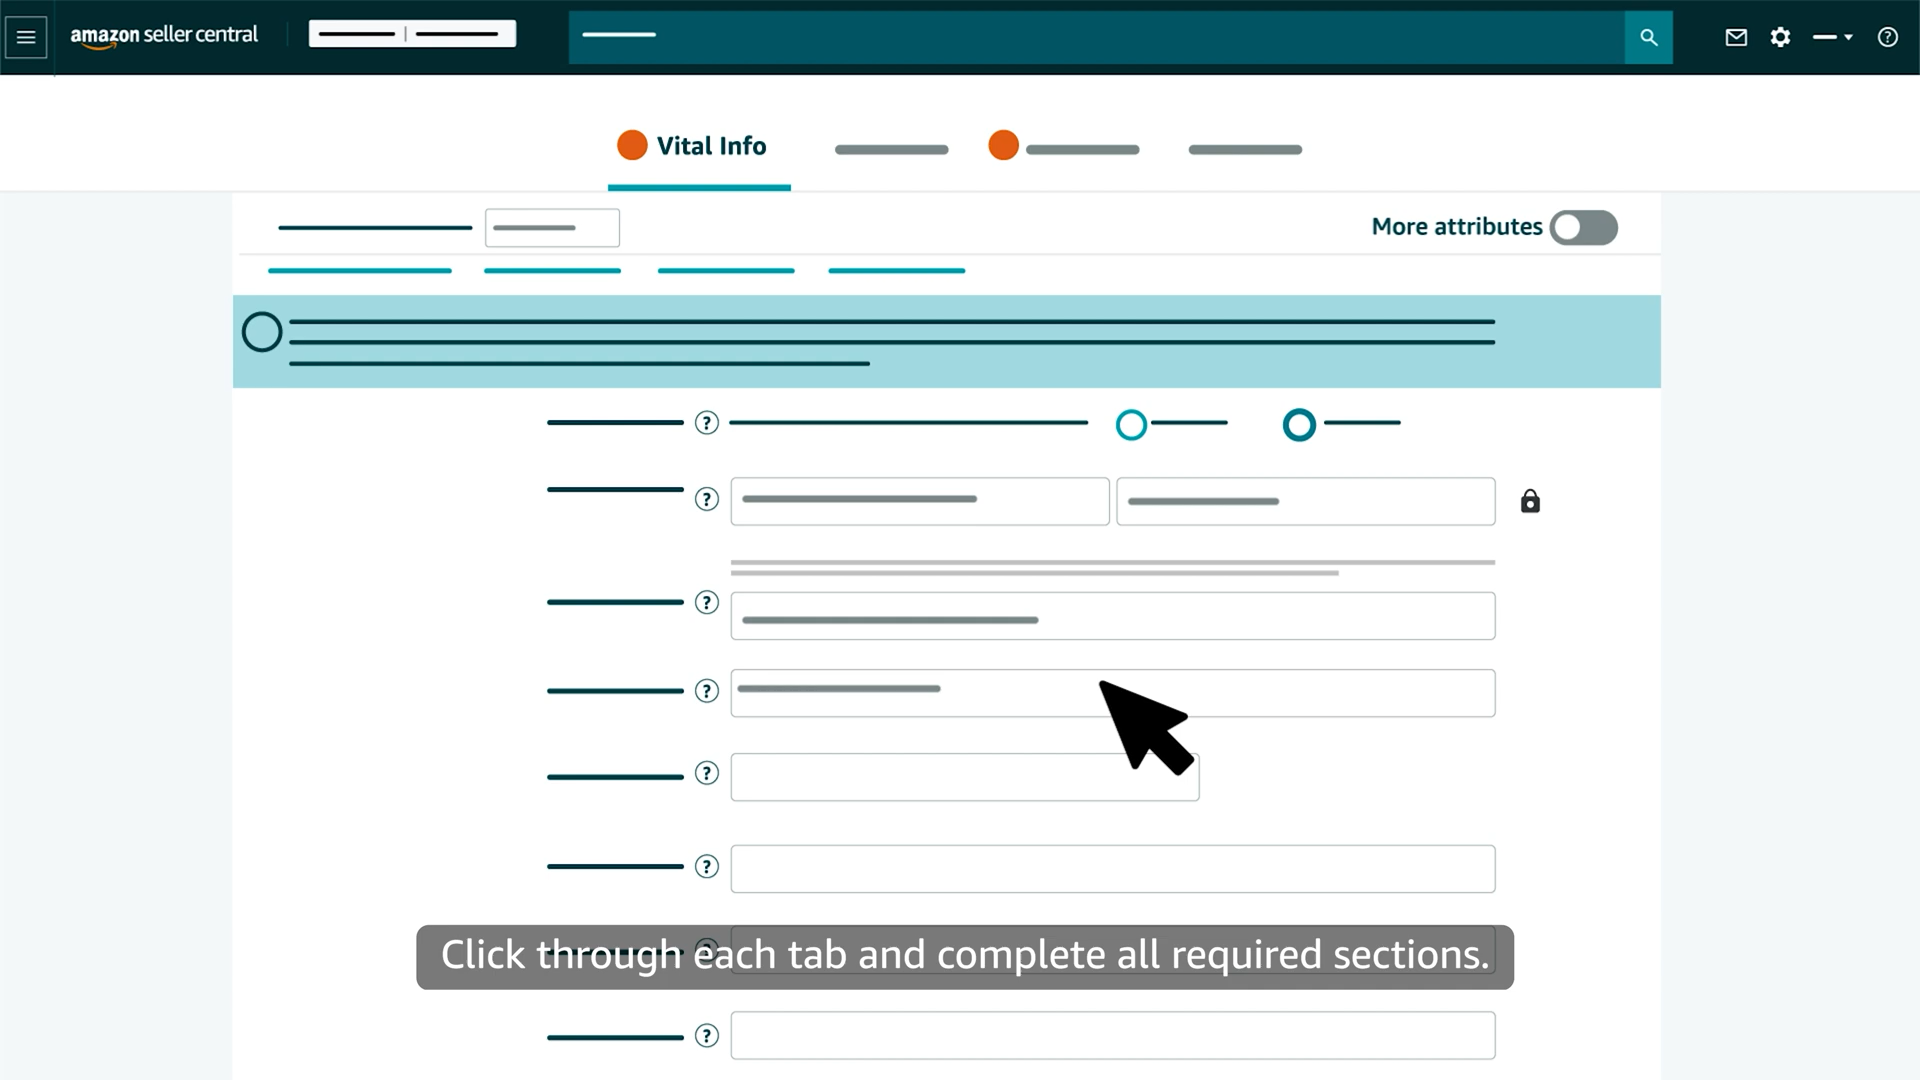 amazon seller central
Vital Info
More attributes
Click through each tab and complete all required sections.